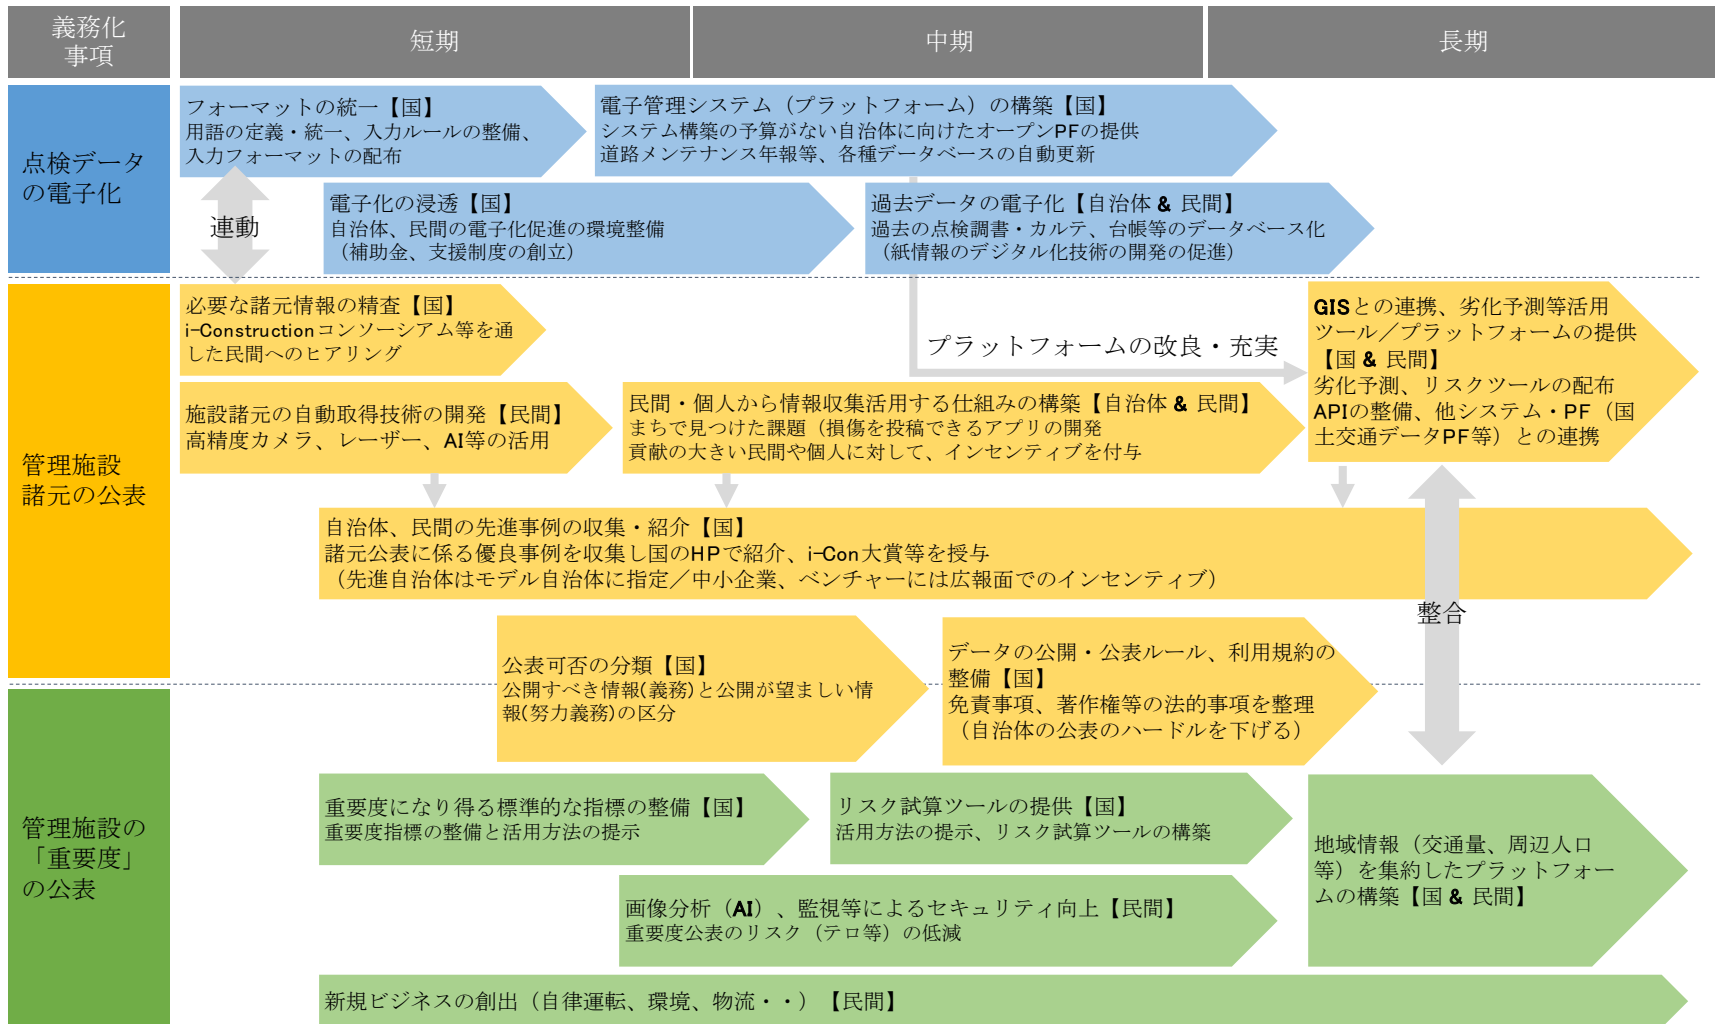 義務化
事項
短期
中期
長期
点検データ
の電子化
フォーマットの統一【国】
用語の定義・統一、入力ルールの整備、
入力フォーマットの配布
電子管理システム（プラットフォーム）の構築【国】
システム構築の予算がない自治体に向けたオープンPFの提供
道路メンテナンス年報等、各種データベースの自動更新
連動
電子化の浸透【国】
自治体、民間の電子化促進の環境整備
（補助金、支援制度の創立）
過去データの電子化【自治体 & 民間】
過去の点検調書・カルテ、台帳等のデータベース化
（紙情報のデジタル化技術の開発の促進）
管理施設
諸元の公表
必要な諸元情報の精査【国】
i-Constructionコンソーシアム等を通
した民間へのヒアリング
プラットフォームの改良・充実
GISとの連携、劣化予測等活用
ツール／プラットフォームの提供
【国 & 民間】
劣化予測、リスクツールの配布
APIの整備、他システム・PF（国
土交通データPF等）との連携
施設諸元の自動取得技術の開発【民間】
高精度カメラ、レーザー、AI等の活用
民間・個人から情報収集活用する仕組みの構築【自治体 & 民間】
まちで見つけた課題（損傷を投稿できるアプリの開発
貢献の大きい民間や個人に対して、インセンティブを付与
自治体、民間の先進事例の収集・紹介【国】
諸元公表に係る優良事例を収集し国のHPで紹介、i-Con大賞等を授与
（先進自治体はモデル自治体に指定／中小企業、ベンチャーには広報面でのインセンティブ）
整合
公表可否の分類【国】
公開すべき情報(義務)と公開が望ましい情
報(努力義務)の区分
データの公開・公表ルール、利用規約の
整備【国】
免責事項、著作権等の法的事項を整理
（自治体の公表のハードルを下げる）
管理施設の
「重要度」
の公表
重要度になり得る標準的な指標の整備【国】
重要度指標の整備と活用方法の提示
リスク試算ツールの提供【国】
活用方法の提示、リスク試算ツールの構築
地域情報（交通量、周辺人口
等）を集約したプラットフォー
ムの構築【国 & 民間】
画像分析（AI）、監視等によるセキュリティ向上【民間】
重要度公表のリスク（テロ等）の低減
新規ビジネスの創出（自律運転、環境、物流・・）【民間】